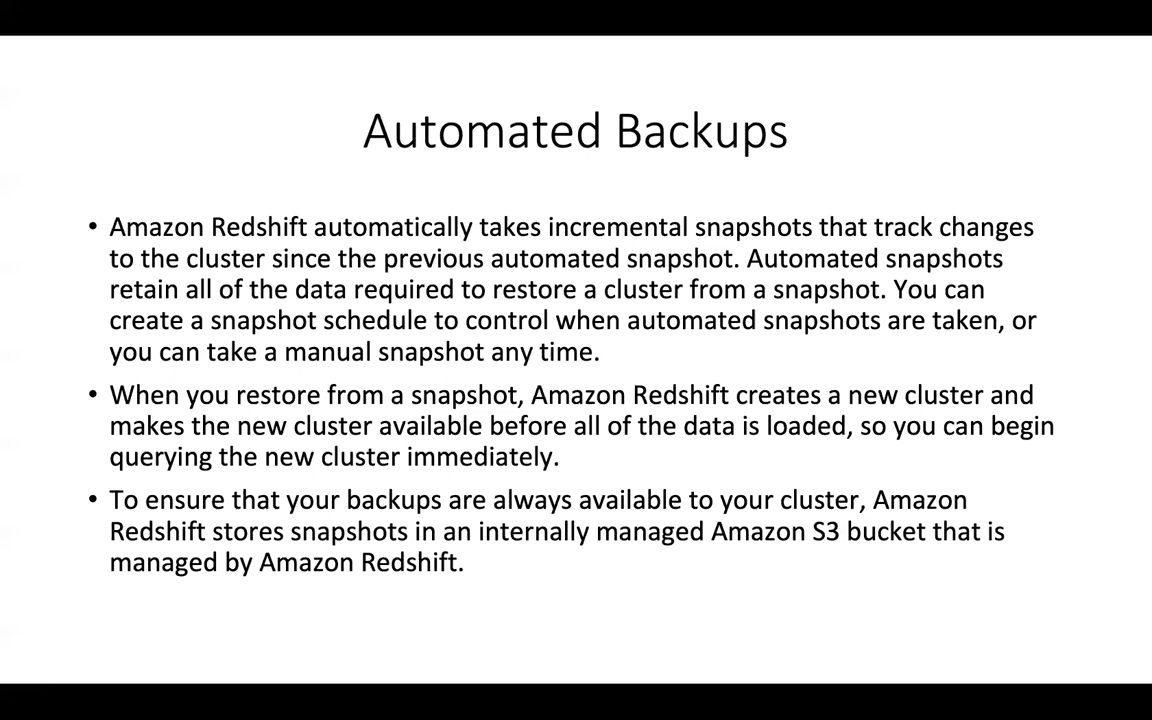 Automated Backups
• Amazon Redshift automatically takes incremental snapshots that track changes
to the cluster since the previous automated snapshot. Automated snapshots
retain all of the data required to restore a cluster from a snapshot. You can
create a snapshot schedule to control when automated snapshots are taken, or
you can take a manual snapshot any time.
• When you restore from a snapshot, Amazon Redshift creates a new cluster and
makes the new cluster available before all of the data is loaded, so you can begin
querying the new cluster immediately.
• To ensure that your backups are always available to your cluster, Amazon
Redshift stores snapshots in an internally managed Amazon S3 bucket that is
managed by Amazon Redshift.